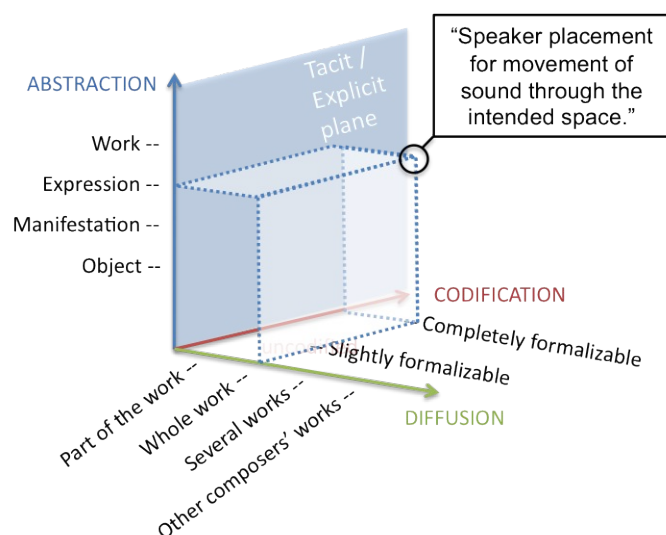 “Speaker placement
for movement of
sound through the
intended space.”
Tacit /
Explicit
plane
ABSTRACTION
Work --
Expression --
Manifestation --
Object --
CODIFICATION
-- Completely formalizable
-- Slightly formalizable
uncodified
DIFFUSION
Part of the work --
Whole work --
Several works --
Other composers’ works --